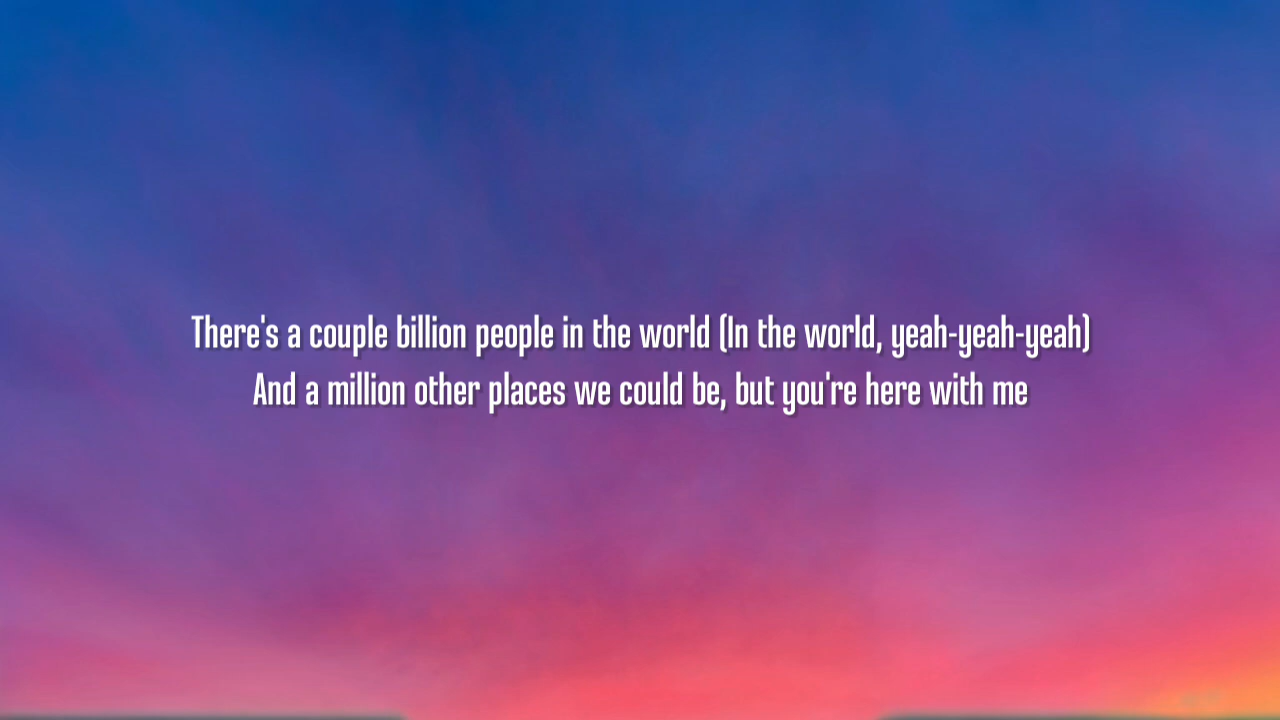 There's a couple billion people in the world (In the world, yeah-yeah-yeah)
And a million other places we could be, but you're here with me